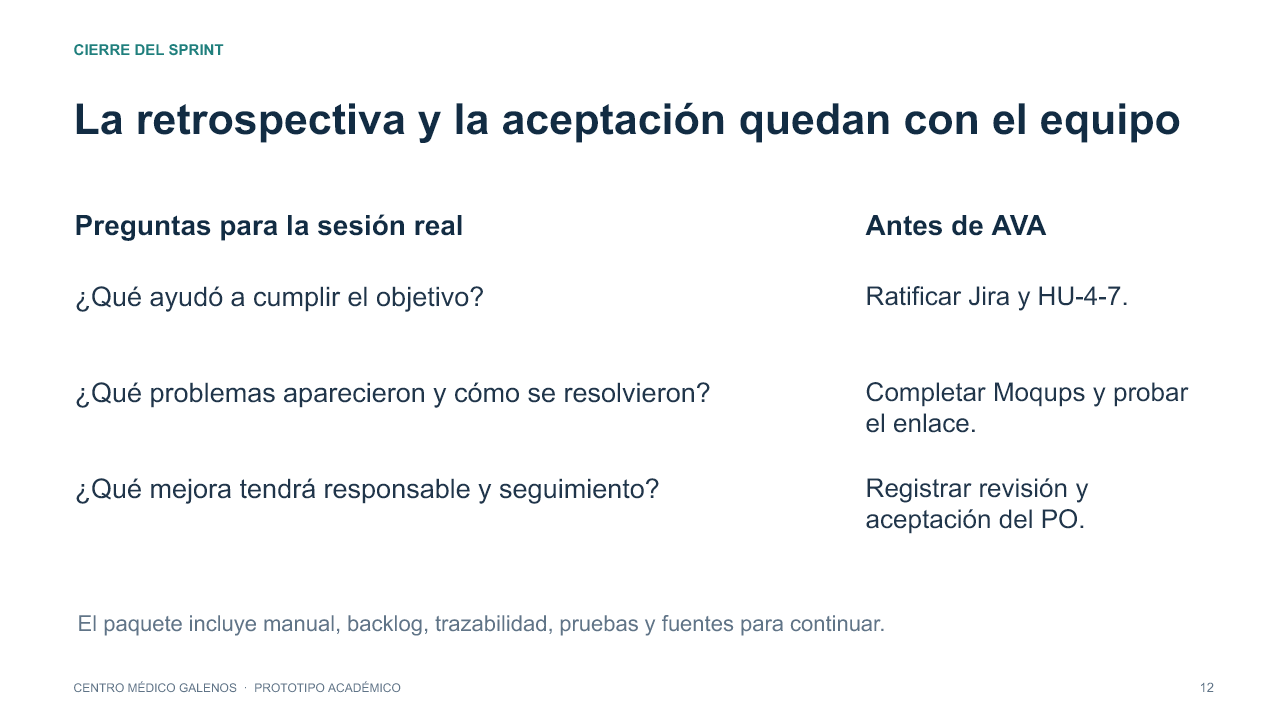 CIERRE DEL SPRINT
La retrospectiva y la aceptación quedan con el equipo
Preguntas para la sesión real
¿Qué ayudó a cumplir el objetivo?
¿Qué problemas aparecieron y cómo se resolvieron?
¿Qué mejora tendrá responsable y seguimiento?
Antes de AVA
Ratificar Jira y HU-4-7.
Completar Moqups y probar
el enlace.
Registrar revisión y
aceptación del PO.
El paquete incluye manual, backlog, trazabilidad, pruebas y fuentes para continuar.
CENTRO MÉDICO GALENOS · PROTOTIPO ACADÉMICO
12